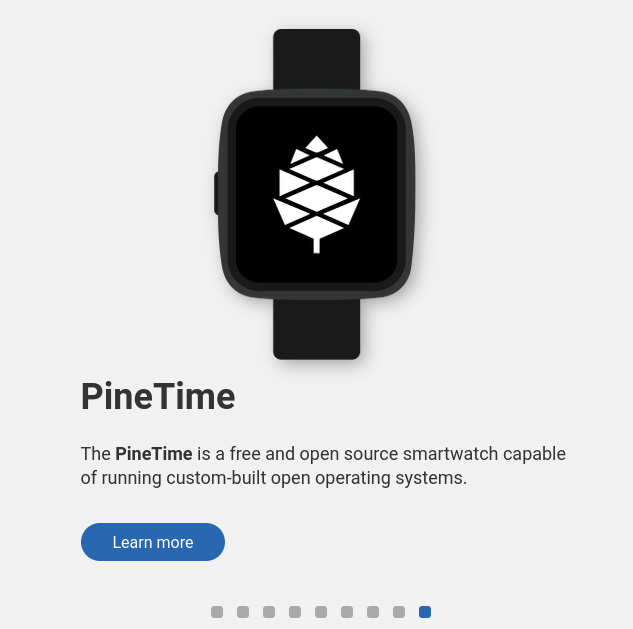 PineTime
The PineTime is a free and open source smartwatch capable
of running custom-built open operating systems.
Learn more